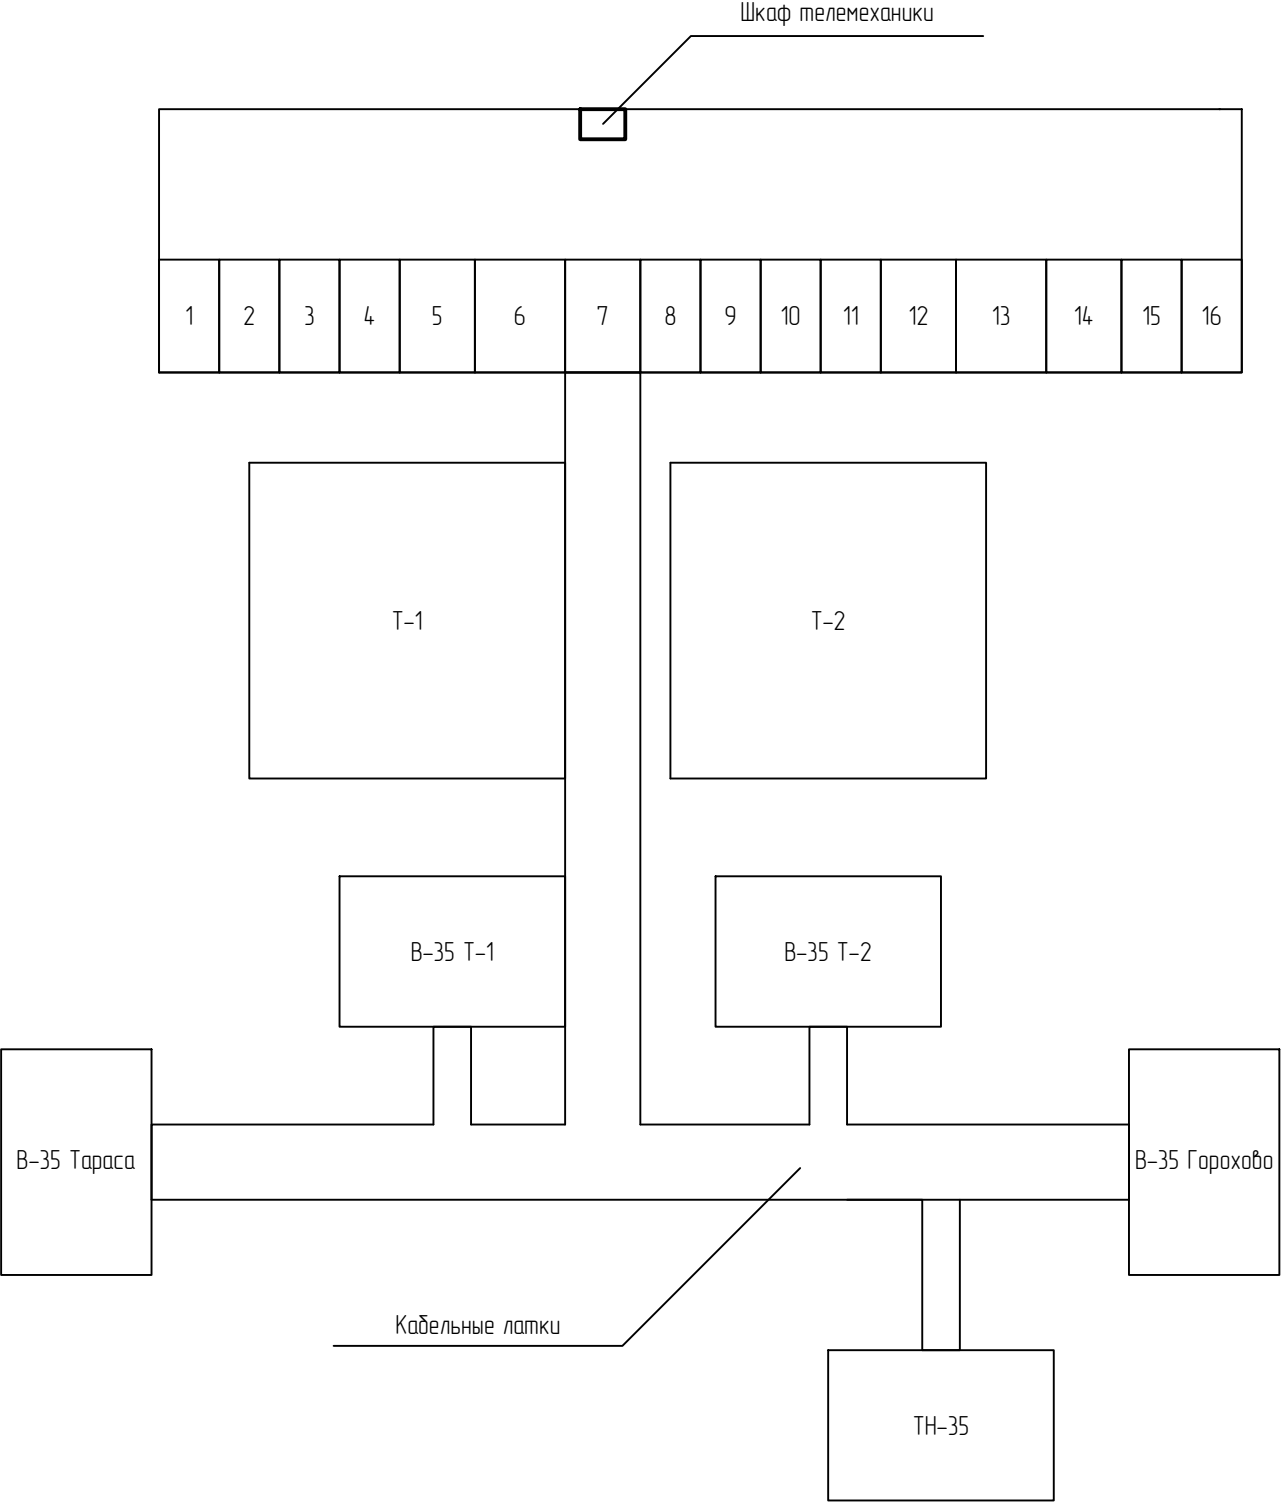 Шкаф телемеханики
1 2 3 4 5 6 7 8 9 10 11 12 13 14 15 16
Т-1
Т-2
В-35 Т-1
В-35 Т-2
В-35 Тараса
В-35 Горохово
Кабельные латки
ТН-35